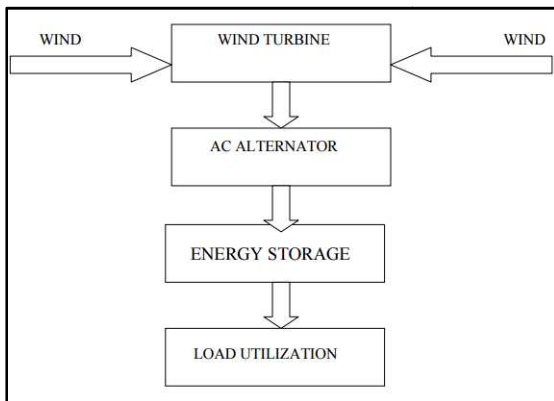 WIND
WIND TURBINE
WIND
AC ALTERNATOR
ENERGY STORAGE
LOAD UTILIZATION